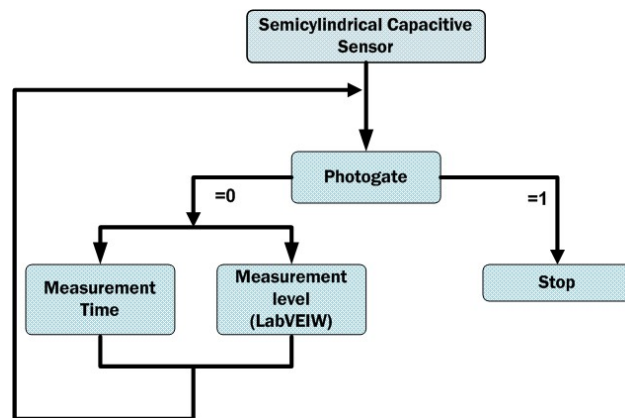 Semicylindrical Capacitive
Sensor
Photogate
=0
=1
Measurement
Time
Measurement
level
(LabVEIW)
Stop